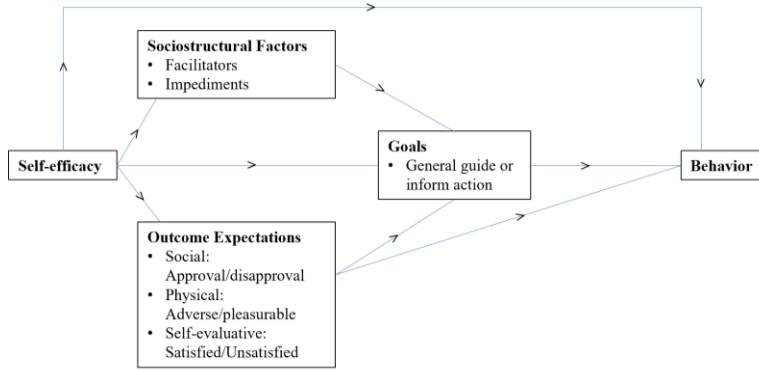 Sociostructural Factors
• Facilitators
• Impediments
Self-efficacy
Goals
• General guide or
inform action
Behavior
Outcome Expectations
• Social:
Approval/disapproval
• Physical:
Adverse/pleasurable
• Self-evaluative:
Satisfied/Unsatisfied